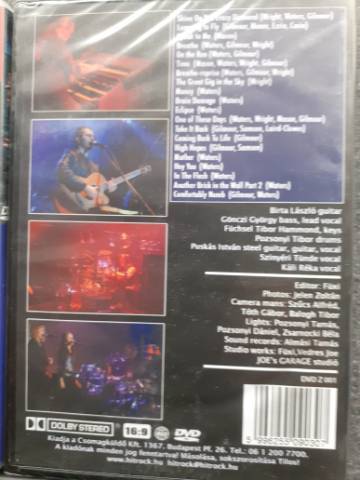 Shine On You Crazy Diamond (Wright, Waters, Gilmour)
Learning to Fly (Gilmour, Moore, Ezrin, Carin)
to Me (Mason)
Breathe (Waters, Gilmour, Wright)
On the Run (Waters, Gilmour)
Time (Mason, Waters, Wright, Gilmour)
Breathe-reprise (Waters, Gilmour, Wright)
The Great Gig in the Sky (Wright)
Money (Waters)
Brain Damage (Waters)
Eclipse (Waters)
One of These Days (Waters, Wright, Mason, Gilmour)
Take It Back (Gilmour, Samson, Laird-Clowes)
Coming Back To Life (Gilmour)
High Hopes (Gilmour, Samson)
Mother (Waters)
Hey You (Waters)
In The Flesh (Waters)
Another Brick in the Wall Part 2 (Waters)
Comfortably Numb (Gilmour, Waters)
Birta László guitar
Gönczi György bass, lead vocal
Füchsel Tibor Hammond, keys
Pozsonyi Tibor drums
Puskás István steel guitar, guitar, vocal
Szinyéri Tünde vocal
Káli Réka vocal
Editor: Füxi
Photos: Jelen Zoltán
Camera mans: Szűcs Alfréd,
Tóth Gábor, Balogh Tibor
Lights: Pozsonyi Tamás,
Pozsonyi Dániel, Zsarnócki Béla
Sound records: Almási Tamás
Studio works: Füxi, Vedres Joe
JOE's GARAGE stúdió
DVD Z 001
5998255090307
DOLBY STEREO
16:9
DVD
Kiadja a Csomagküldő Kft. 1367. Budapest Pf. 26. Tel.: 06 1 200 7700.
A kiadónak minden jog fenntartva! Másolása, sokszorosítása Tilos!
www.hitrock.hu hitrock@hitrock.hu